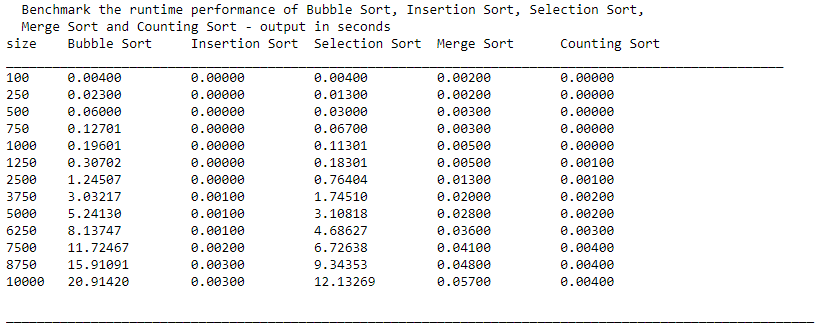 Benchmark the runtime performance of Bubble Sort, Insertion Sort, Selection Sort,
Merge Sort and Counting Sort - output in seconds
size Bubble Sort Insertion Sort Selection Sort Merge Sort Counting Sort
100 0.00400 0.00000 0.00400 0.00200 0.00000
250 0.02300 0.00000 0.01300 0.00200 0.00000
500 0.06000 0.00000 0.03000 0.00300 0.00000
750 0.12701 0.00000 0.06700 0.00300 0.00000
1000 0.19601 0.00000 0.11301 0.00500 0.00000
1250 0.30702 0.00000 0.18301 0.00500 0.00100
2500 1.24507 0.00000 0.76404 0.01300 0.00100
3750 3.03217 0.00100 1.74510 0.02000 0.00200
5000 5.24130 0.00100 3.10818 0.02800 0.00200
6250 8.13747 0.00100 4.68627 0.03600 0.00300
7500 11.72467 0.00200 6.72638 0.04100 0.00400
8750 15.91091 0.00300 9.34353 0.04800 0.00400
10000 20.91420 0.00300 12.13269 0.05700 0.00400